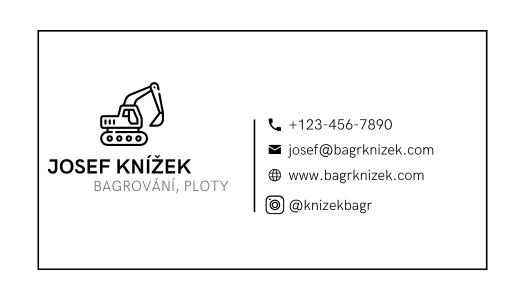 JOSEF KNÍŽEK
BAGROVÁNÍ, PLOTY
+123-456-7890
josef@bagrknizek.com
www.bagrknizek.com
@knizekbagr